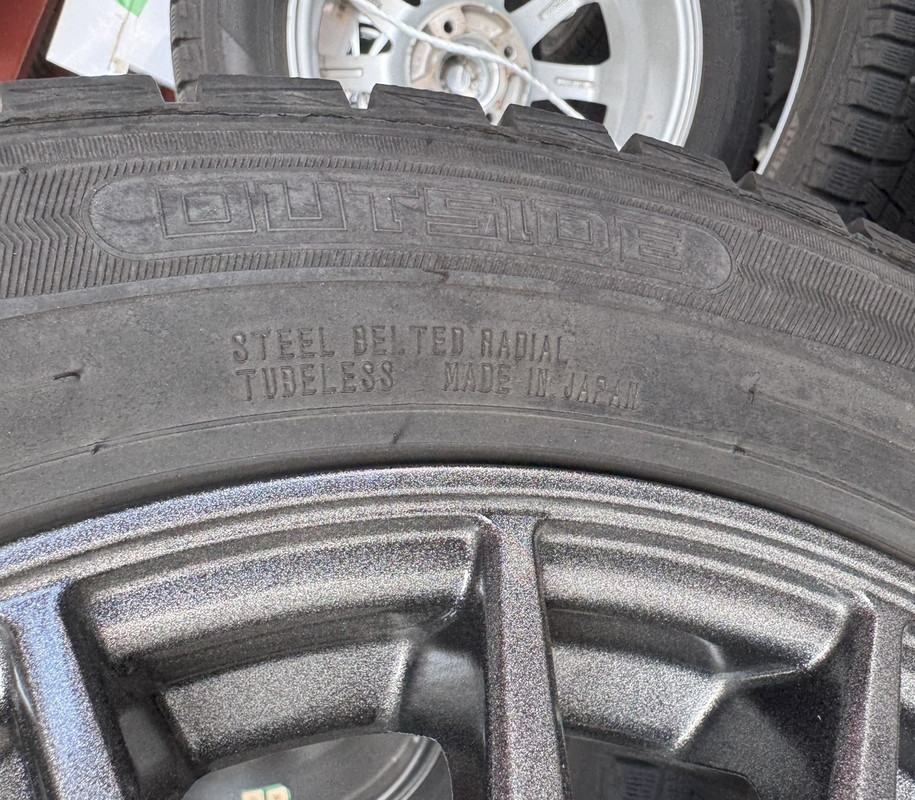 OUTSIDE
STEEL BELTED RADIAL
TUBELESS MADE IN JAPAN